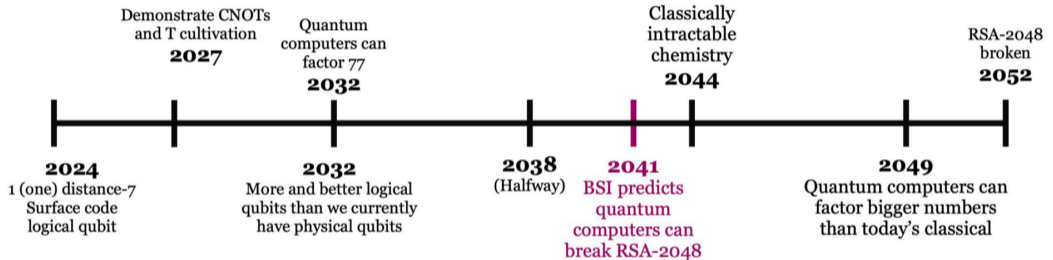 Demonstrate CNOTs
and T cultivation
2027
Quantum
computers can
factor 77
2032
Classically
intractable
chemistry
2044
RSA-2048
broken
2052
2024
1 (one) distance-7
Surface code
logical qubit
2032
More and better logical
qubits than we currently
have physical qubits
2038
(Halfway)
2041
BSI predicts
quantum
computers can
break RSA-2048
2049
Quantum computers can
factor bigger numbers
than today's classical